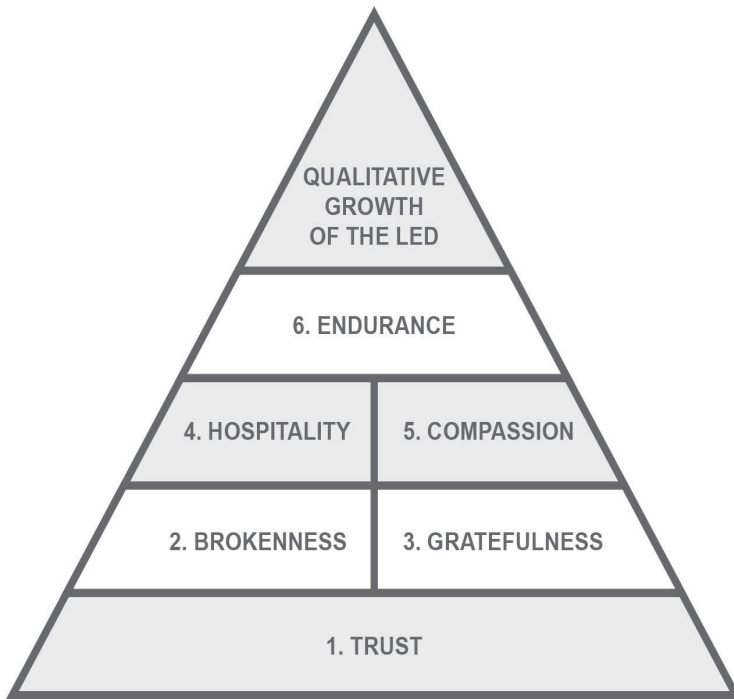 QUALITATIVE
GROWTH
OF THE LED
6. ENDURANCE
4. HOSPITALITY
5. COMPASSION
2. BROKENNESS
3. GRATEFULNESS
1. TRUST